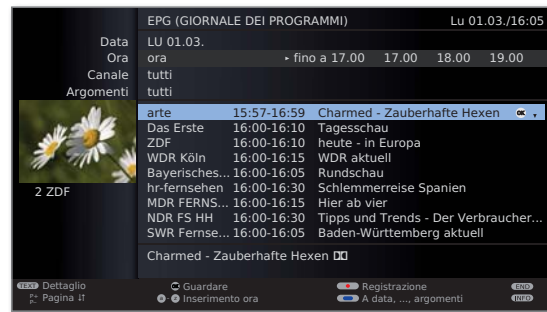 EPG (GIORNALE DEI PROGRAMMI) Lu 01.03./16:05
Data LU 01.03.
Ora ora ▸ fino a 17.00 17.00 18.00 19.00
Canale tutti
Argomenti tutti
arte 15:57-16:59 Charmed - Zauberhafte Hexen OK
Das Erste 16:00-16:10 Tagesschau
ZDF 16:00-16:10 heute - in Europa
WDR Köln 16:00-16:15 WDR aktuell
Bayerisches... 16:00-16:05 Rundschau
hr-fernsehen 16:00-16:30 Schlemmerreise Spanien
MDR FERNS... 16:00-16:15 Hier ab vier
NDR FS HH 16:00-16:30 Tipps und Trends - Der Verbraucher...
SWR Fernse... 16:00-16:05 Baden-Württemberg aktuell
2 ZDF
Charmed - Zauberhafte Hexen
TEXT Dettaglio OK Guardare Registrazione END
P+ P- Pagina ↓↑ 0-9 Inserimento ora A data, ..., argomenti INFO